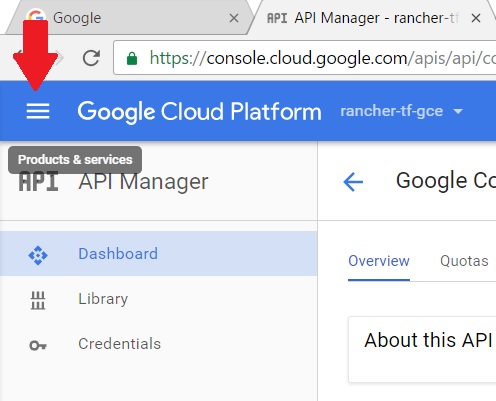 Google
API API Manager - rancher-tf
https://console.cloud.google.com/apis/api/co
Google Cloud Platform rancher-tf-gce
Products & services
API API Manager
Google Co
Dashboard
Overview Quotas
Library
About this API
Credentials